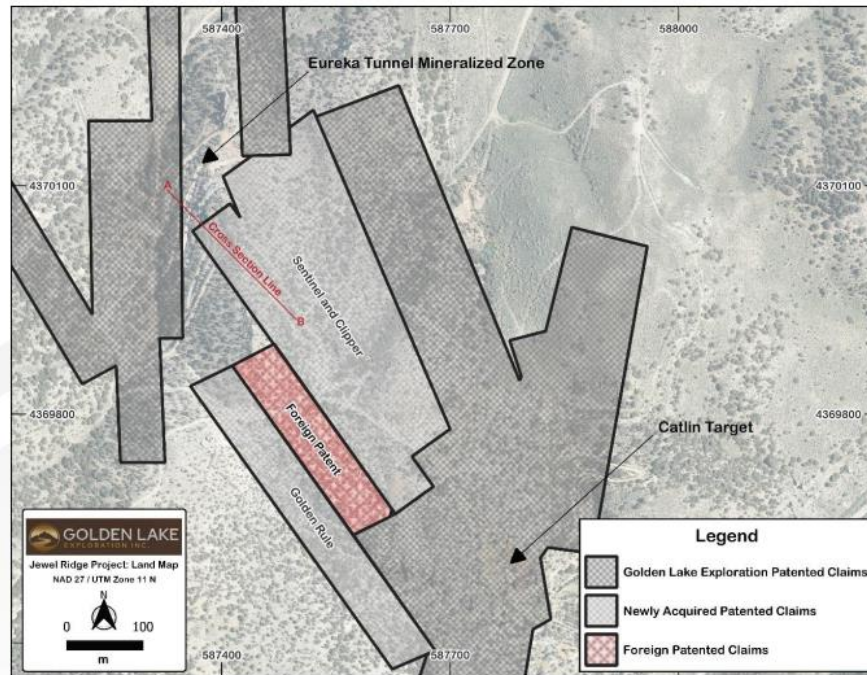 587400
587700
588000
Eureka Tunnel Mineralized Zone
4370100
4370100
A
Cross Section Line
B
Sentinel and Clipper
4369800
4369800
Foreign Patent
Golden Rule
Catlin Target
GOLDEN LAKE
EXPLORATION INC.
Jewel Ridge Project: Land Map
NAD 27 / UTM Zone 11 N
N
0 100
m
Legend
Golden Lake Exploration Patented Claims
Newly Acquired Patented Claims
Foreign Patented Claims
587400
587700